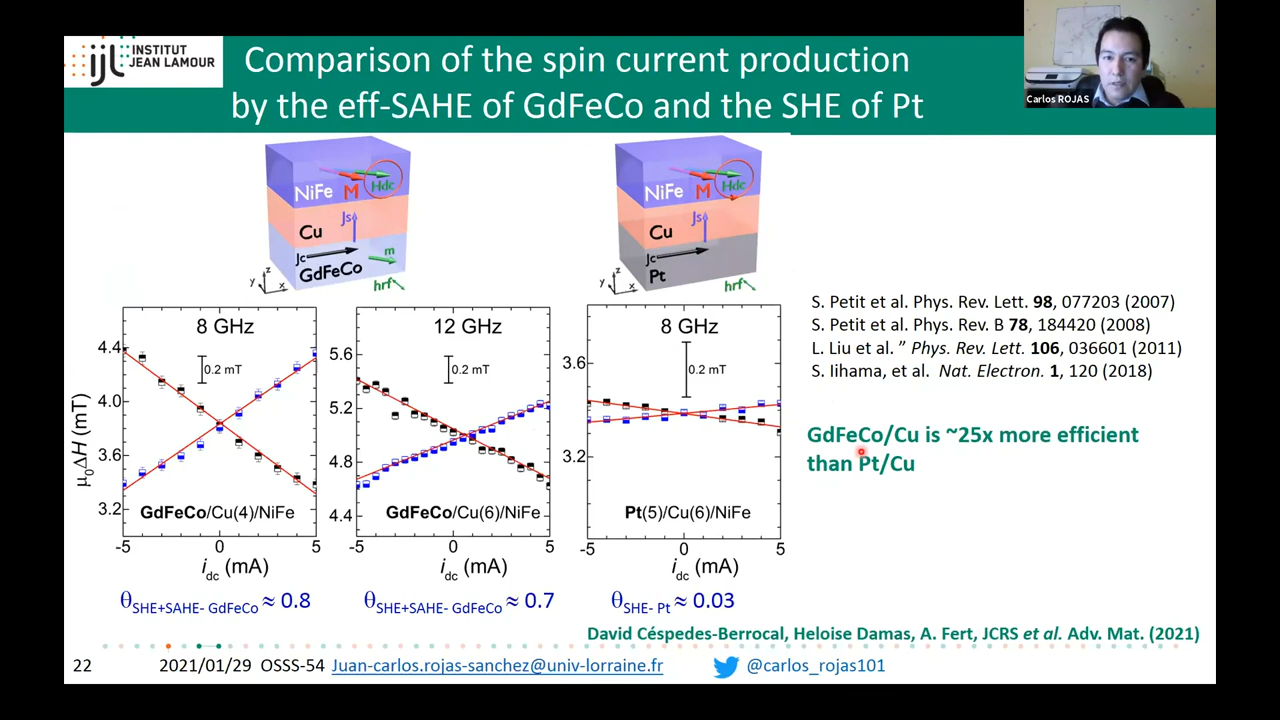 INSTITUT
JEAN LAMOUR
ijl
Comparison of the spin current production
by the eff-SAHE of GdFeCo and the SHE of Pt
Carlos ROJAS
NiFe M Hdc
Js
Cu
Jc m
GdFeCo
z y x hrf
NiFe M Hdc
Js
Cu
Jc
Pt
z y x hrf
S. Petit et al. Phys. Rev. Lett. 98, 077203 (2007)
S. Petit et al. Phys. Rev. B 78, 184420 (2008)
L. Liu et al. ” Phys. Rev. Lett. 106, 036601 (2011)
S. Iihama, et al. Nat. Electron. 1, 120 (2018)
GdFeCo/Cu is ~25x more efficient
than Pt/Cu
μ₀ΔH (mT)
8 GHz
0.2 mT
4.4
4.0
3.6
3.2
GdFeCo/Cu(4)/NiFe
-5 0 5
idc (mA)
θSHE+SAHE- GdFeCo ≈ 0.8
12 GHz
0.2 mT
5.6
5.2
4.8
4.4
GdFeCo/Cu(6)/NiFe
-5 0 5
idc (mA)
θSHE+SAHE- GdFeCo ≈ 0.7
8 GHz
0.2 mT
3.6
3.2
Pt(5)/Cu(6)/NiFe
-5 0 5
idc (mA)
θSHE- Pt ≈ 0.03
David Céspedes-Berrocal, Heloise Damas, A. Fert, JCRS et al. Adv. Mat. (2021)
22 2021/01/29 OSSS-54 Juan-carlos.rojas-sanchez@univ-lorraine.fr @carlos_rojas101